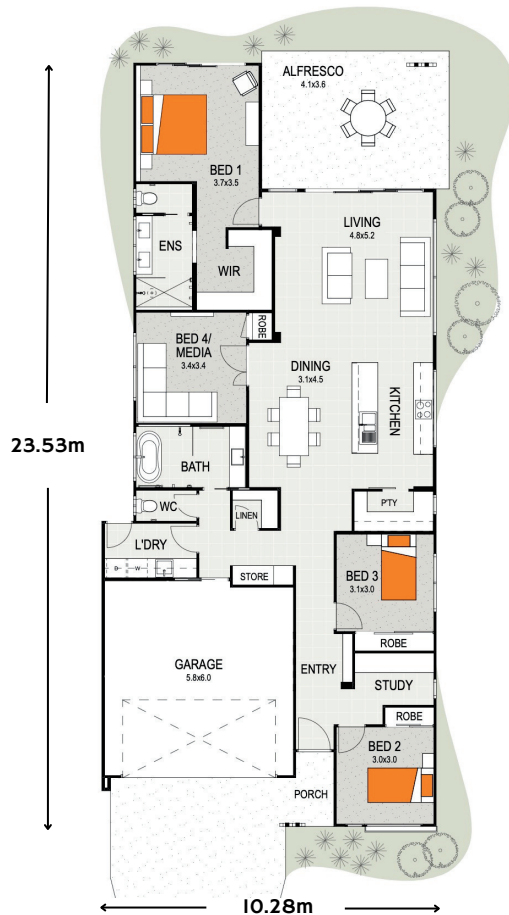 ALFRESCO
4.1x3.6
BED 1
3.7x3.5
LIVING
4.8x5.2
ENS
WIR
ROBE
BED 4/
MEDIA
3.4x3.4
DINING
3.1x4.5
KITCHEN
23.53m
BATH
WC
LINEN
P'TY
L'DRY
D
W
STORE
BED 3
3.1x3.0
ROBE
GARAGE
5.8x6.0
ENTRY
STUDY
ROBE
BED 2
3.0x3.0
PORCH
10.28m